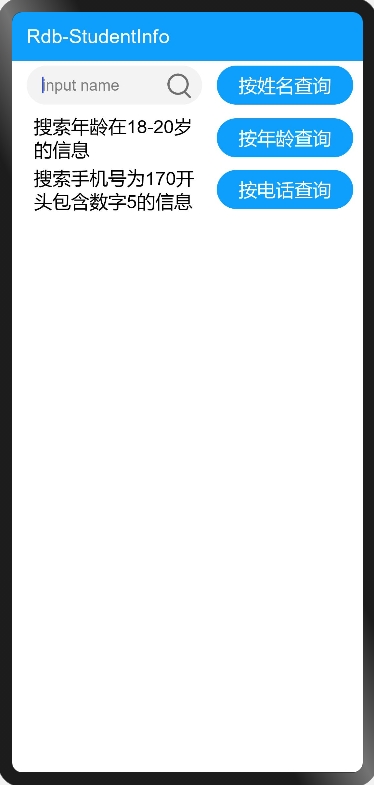 Rdb-StudentInfo
input name
按姓名查询
搜索年龄在18-20岁
的信息
按年龄查询
搜索手机号为170开
头包含数字5的信息
按电话查询